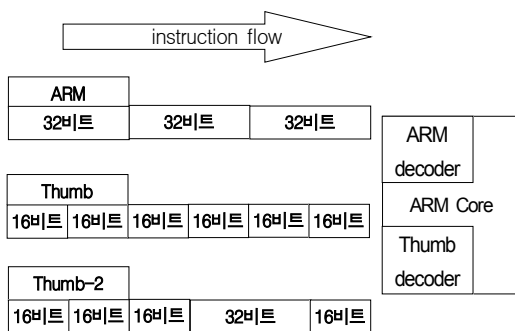 instruction flow
ARM
32비트 32비트 32비트
Thumb
16비트 16비트 16비트 16비트 16비트 16비트
Thumb-2
16비트 16비트 16비트 32비트 16비트
ARM
decoder
ARM Core
Thumb
decoder